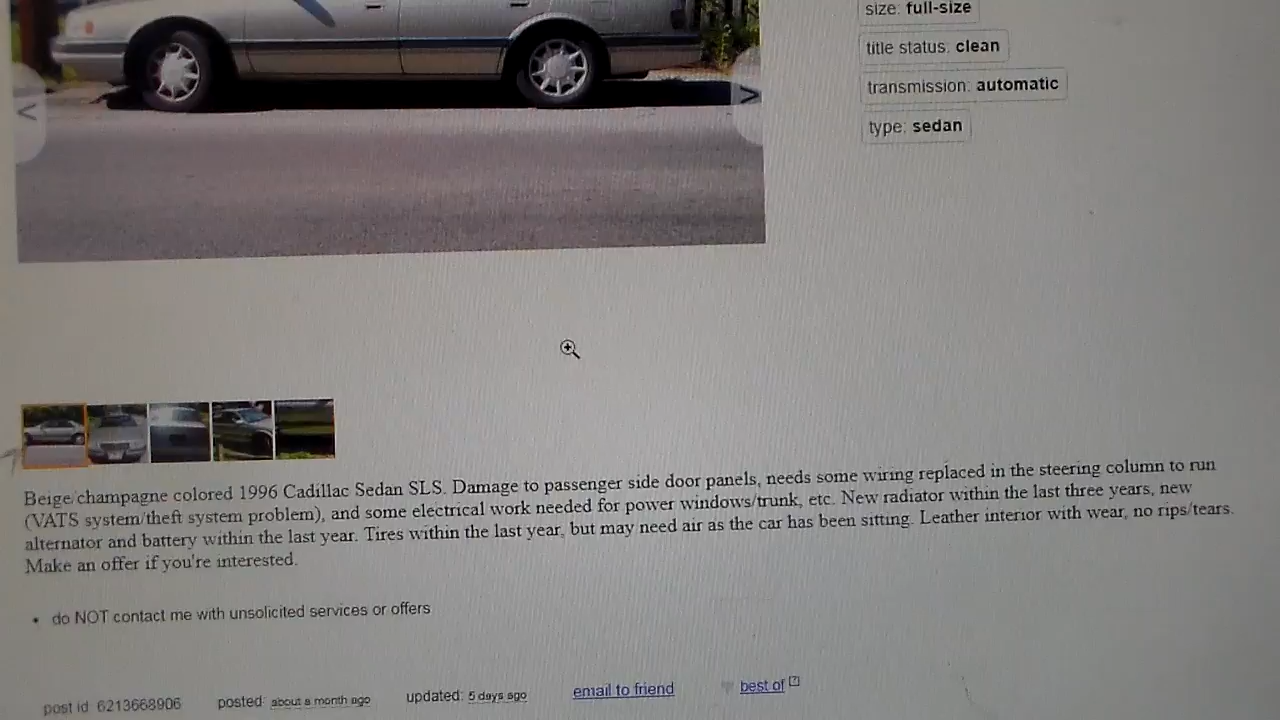 size: full-size
title status: clean
transmission: automatic
type: sedan
<
>
Beige/champagne colored 1996 Cadillac Sedan SLS. Damage to passenger side door panels, needs some wiring replaced in the steering column to run
(VATS system/theft system problem), and some electrical work needed for power windows/trunk, etc. New radiator within the last three years, new
alternator and battery within the last year. Tires within the last year, but may need air as the car has been sitting. Leather interior with wear, no rips/tears.
Make an offer if you're interested.
• do NOT contact me with unsolicited services or offers
post id: 6213668906 posted: about a month ago updated: 5 days ago email to friend best of [?]